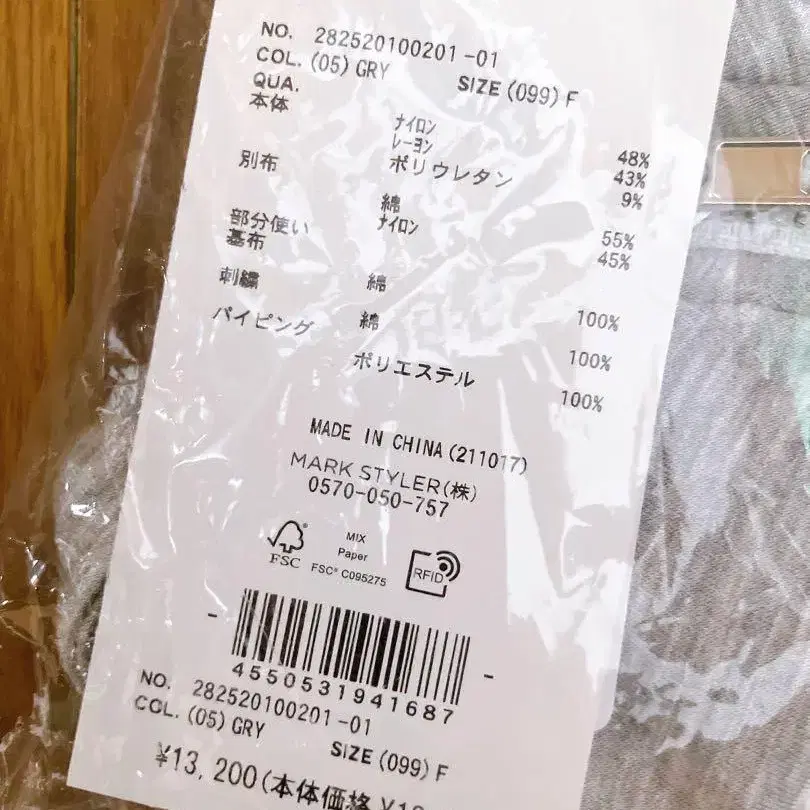 NO. 282520100201-01
COL. (05) GRY SIZE (099) F
QUA.
本体 ナイロン 48%
レーヨン 43%
ポリウレタン 9%
別布 綿 55%
ナイロン 45%
部分使い
基布 綿 100%
刺繍 綿 100%
パイピング ポリエステル 100%
MADE IN CHINA (211017)
MARK STYLER(株)
0570-050-757
FSC
MIX
Paper
FSC® C095275
RFID
4550531941687
NO. 282520100201-01
COL. (05) GRY SIZE (099) F
¥13,200(本体価格